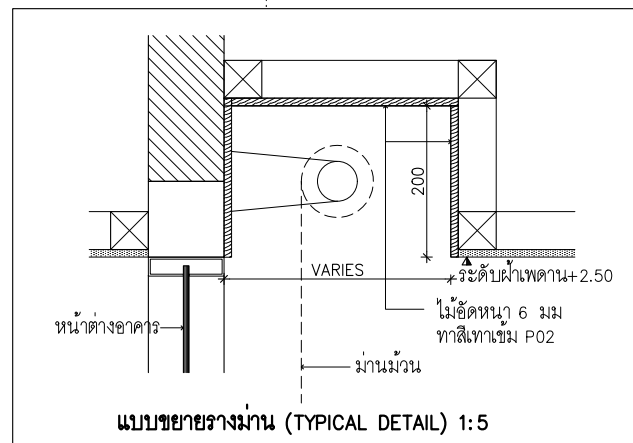 200
VARIES
ระดับฝ้าเพดาน+2.50
ไม้อัดหนา 6 มม
ทาสีเทาเข้ม P02
หน้าต่างอาคาร
ม่านม้วน
แบบขยายรางม่าน (TYPICAL DETAIL) 1:5